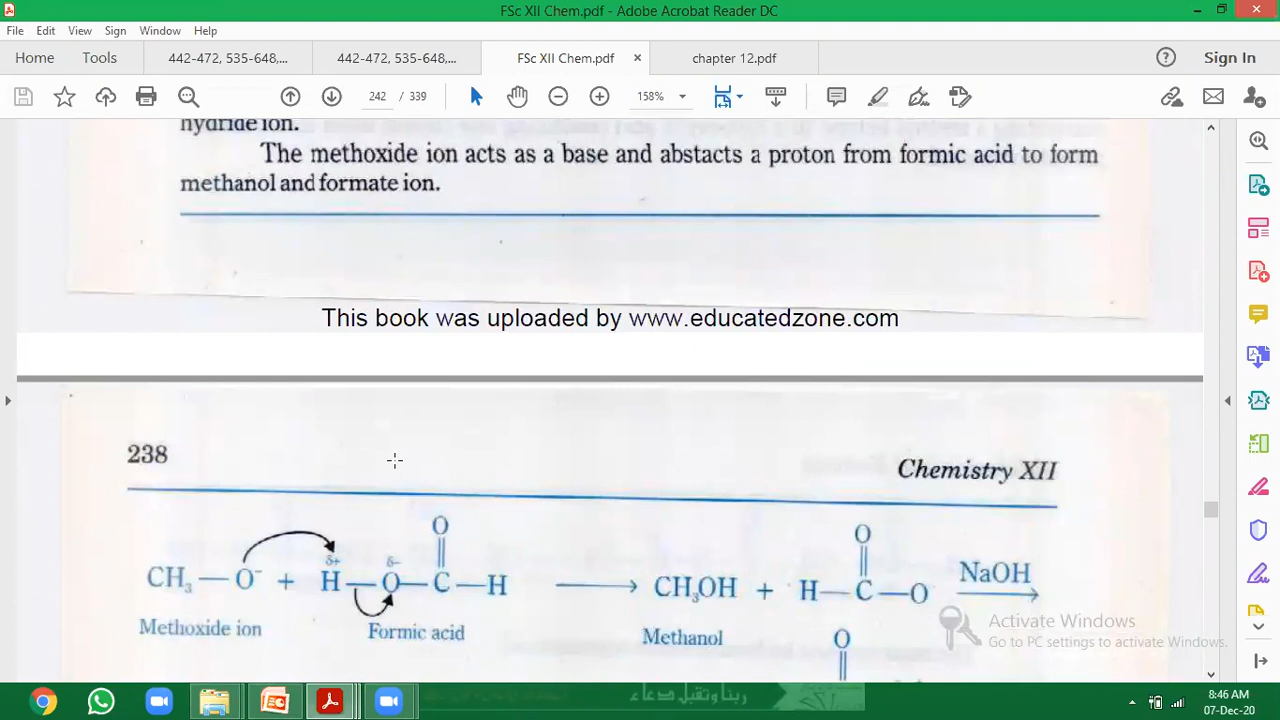 FSc XII Chem.pdf - Adobe Acrobat Reader DC
File Edit View Sign Window Help
Home Tools 442-472, 535-648,... 442-472, 535-648,... FSc XII Chem.pdf × chapter 12.pdf Sign In
242 / 339 158%
hydride ion.
The methoxide ion acts as a base and abstacts a proton from formic acid to form
methanol and formate ion.
This book was uploaded by www.educatedzone.com
238
Chemistry XII
O O
δ+ δ-
CH3—O- + H—O—C—H → CH3OH + H—C—O NaOH
Methoxide ion Formic acid Methanol
O
Activate Windows
Go to PC settings to activate Windows.
ربنا وتقبل دعاء
8:46 AM
07-Dec-20